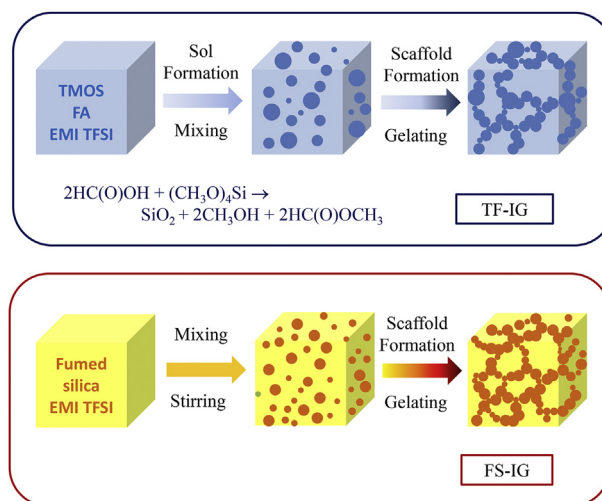 TMOS
FA
EMI TFSI
Sol
Formation
Mixing
Scaffold
Formation
Gelating
2HC(O)OH + (CH₃O)₄Si →
SiO₂ + 2CH₃OH + 2HC(O)OCH₃
TF-IG
Fumed
silica
EMI TFSI
Mixing
Stirring
Scaffold
Formation
Gelating
FS-IG